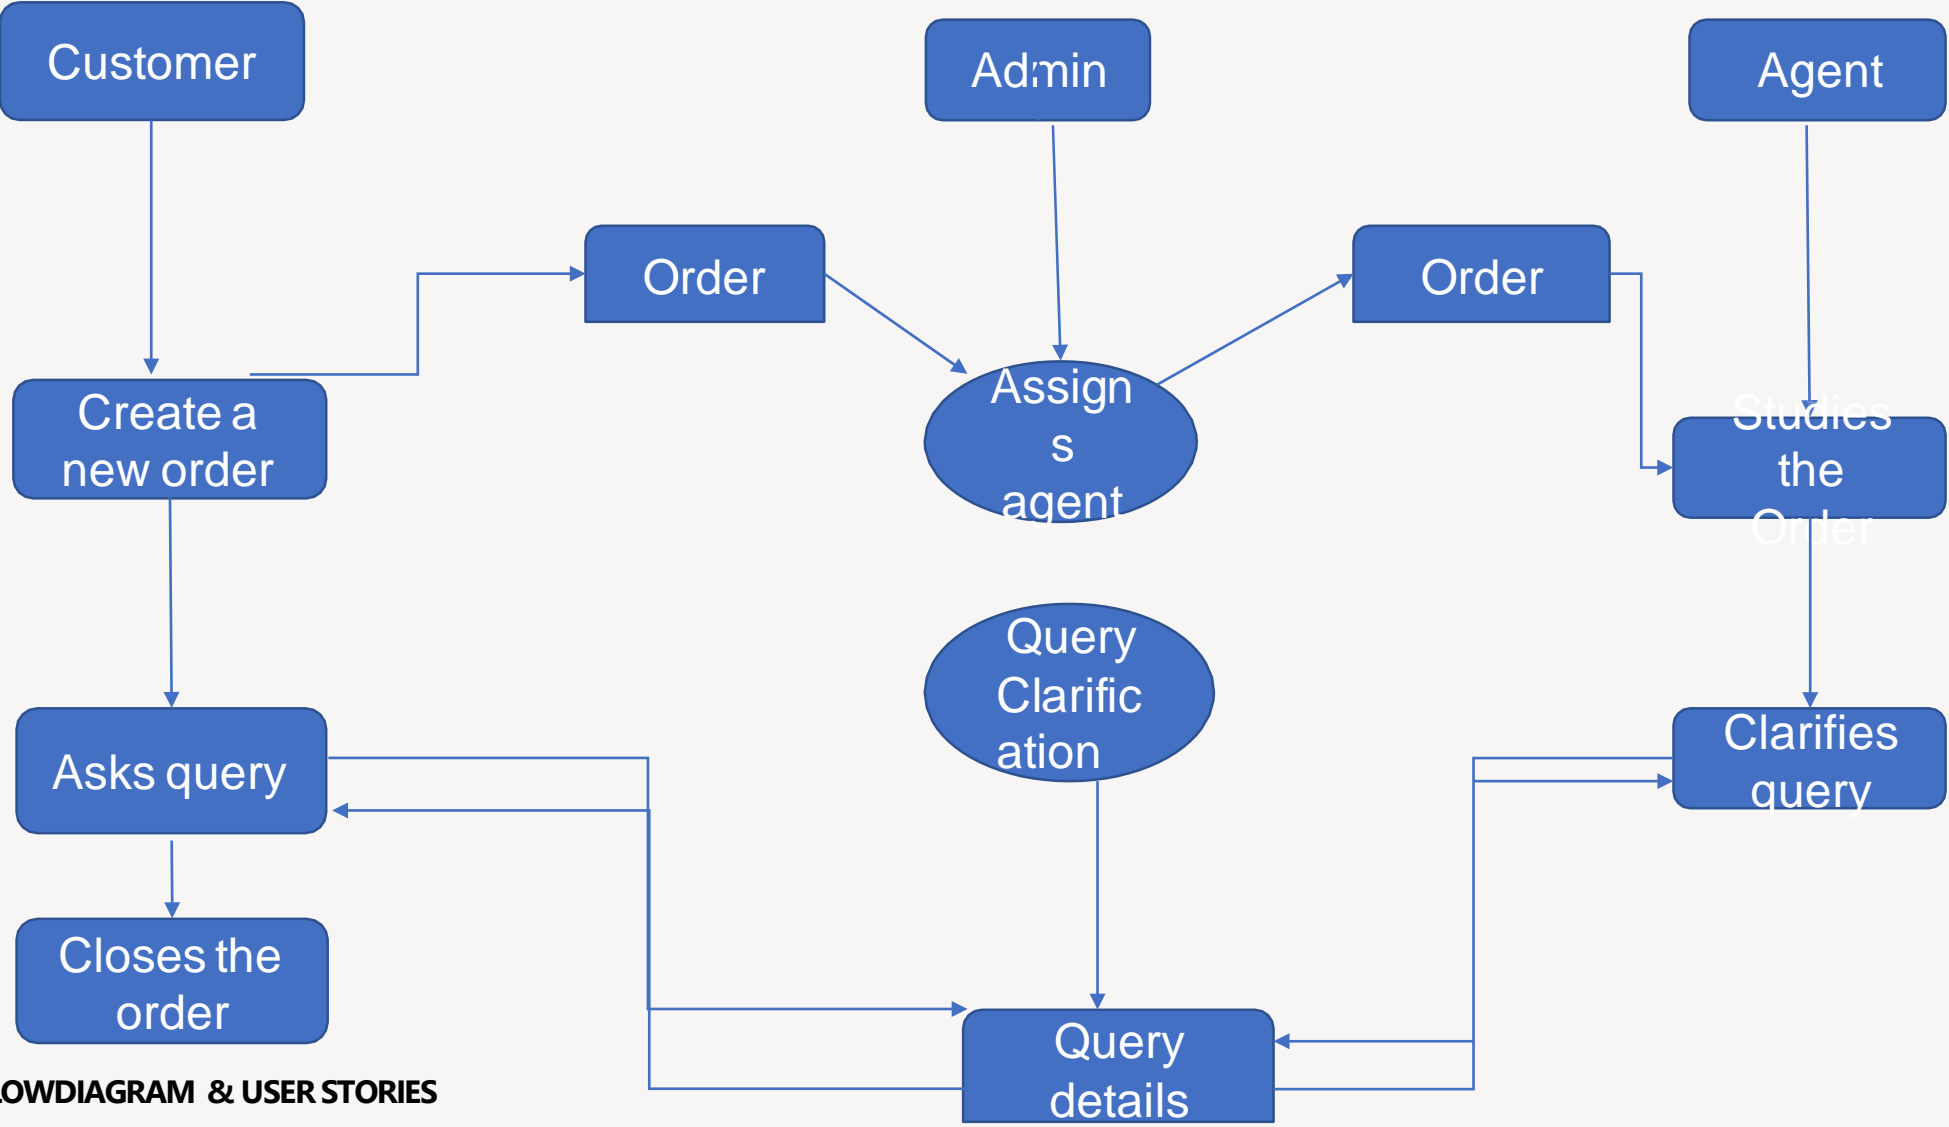 Customer
Admin
Agent
Order
Order
Create a
new order
Assign
s
agent
Studies
the
Order
Query
Clarific
ation
Asks query
Clarifies
query
Closes the
order
Query
details
LOWDIAGRAM & USER STORIES